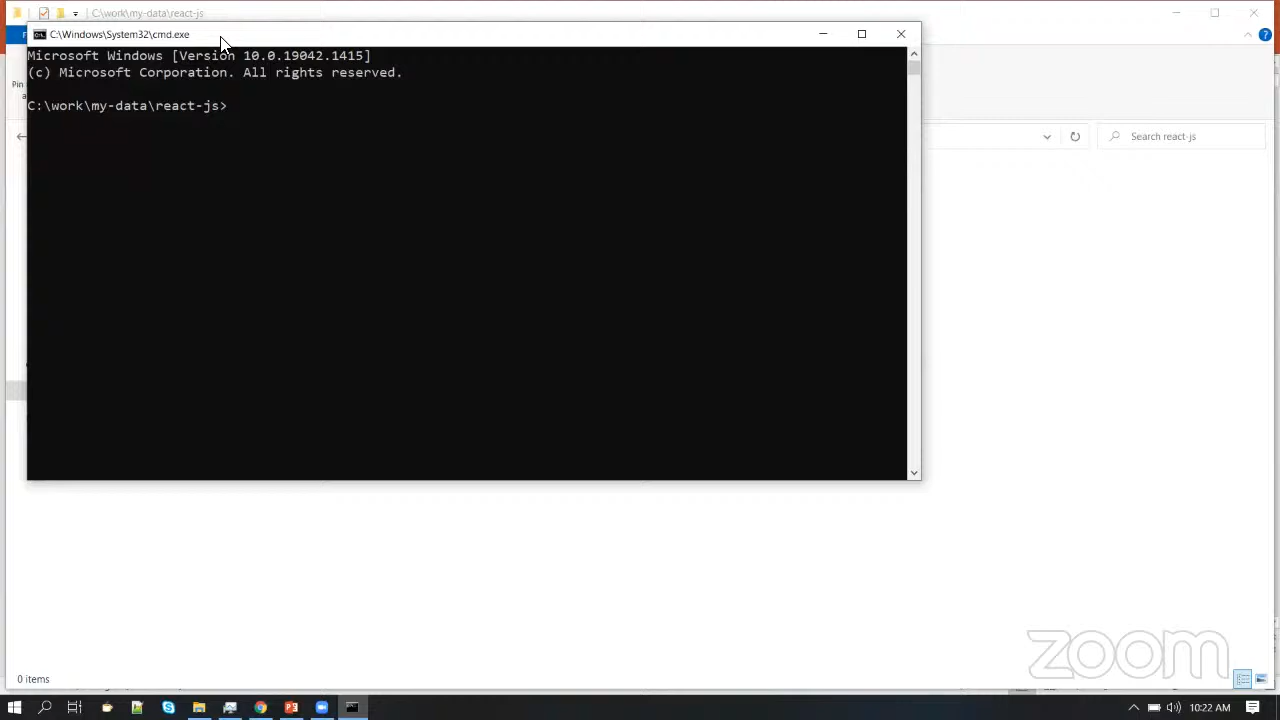 C:\work\my-data\react-js
C:\Windows\System32\cmd.exe
Microsoft Windows [Version 10.0.19042.1415]
(c) Microsoft Corporation. All rights reserved.
C:\work\my-data\react-js>
Pin
Search react-js
0 items
zoom
10:22 AM